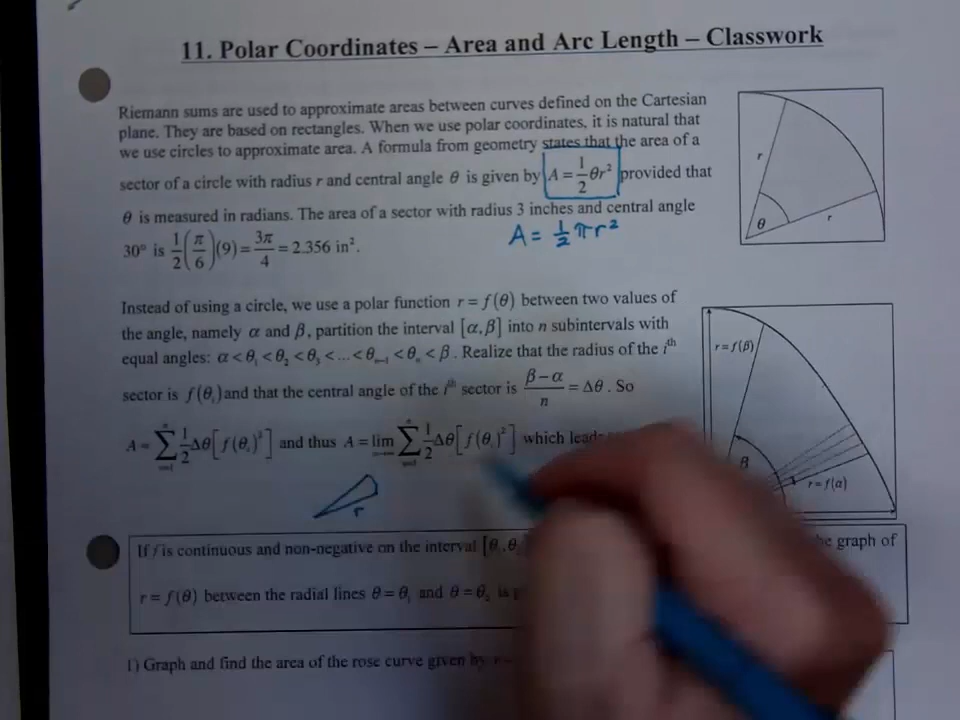 11. Polar Coordinates – Area and Arc Length – Classwork
Riemann sums are used to approximate areas between curves defined on the Cartesian
plane. They are based on rectangles. When we use polar coordinates, it is natural that
we use circles to approximate area. A formula from geometry states that the area of a
sector of a circle with radius r and central angle θ is given by A = 1/2 θr² provided that
θ is measured in radians. The area of a sector with radius 3 inches and central angle
30° is 1/2 (π/6)(9) = 3π/4 = 2.356 in².
A = 1/2 πr²
r
θ
r
Instead of using a circle, we use a polar function r = f(θ) between two values of
the angle, namely α and β, partition the interval [α, β] into n subintervals with
equal angles: α < θ₁ < θ₂ < θ₃ < ... < θₙ₋₁ < θₙ < β. Realize that the radius of the iᵗʰ
sector is f(θᵢ) and that the central angle of the iᵗʰ sector is (β − α)/n = Δθ. So
A ≈ ∑ 1/2 Δθ[f(θᵢ)²] and thus A = lim ∑ 1/2 Δθ[f(θᵢ)²] which leads
r
r = f(β)
β
r = f(α)
If f is continuous and non-negative on the interval [θ₁, θ₂ he graph of
r = f(θ) between the radial lines θ = θ₁ and θ = θ₂ is
1) Graph and find the area of the rose curve given by r